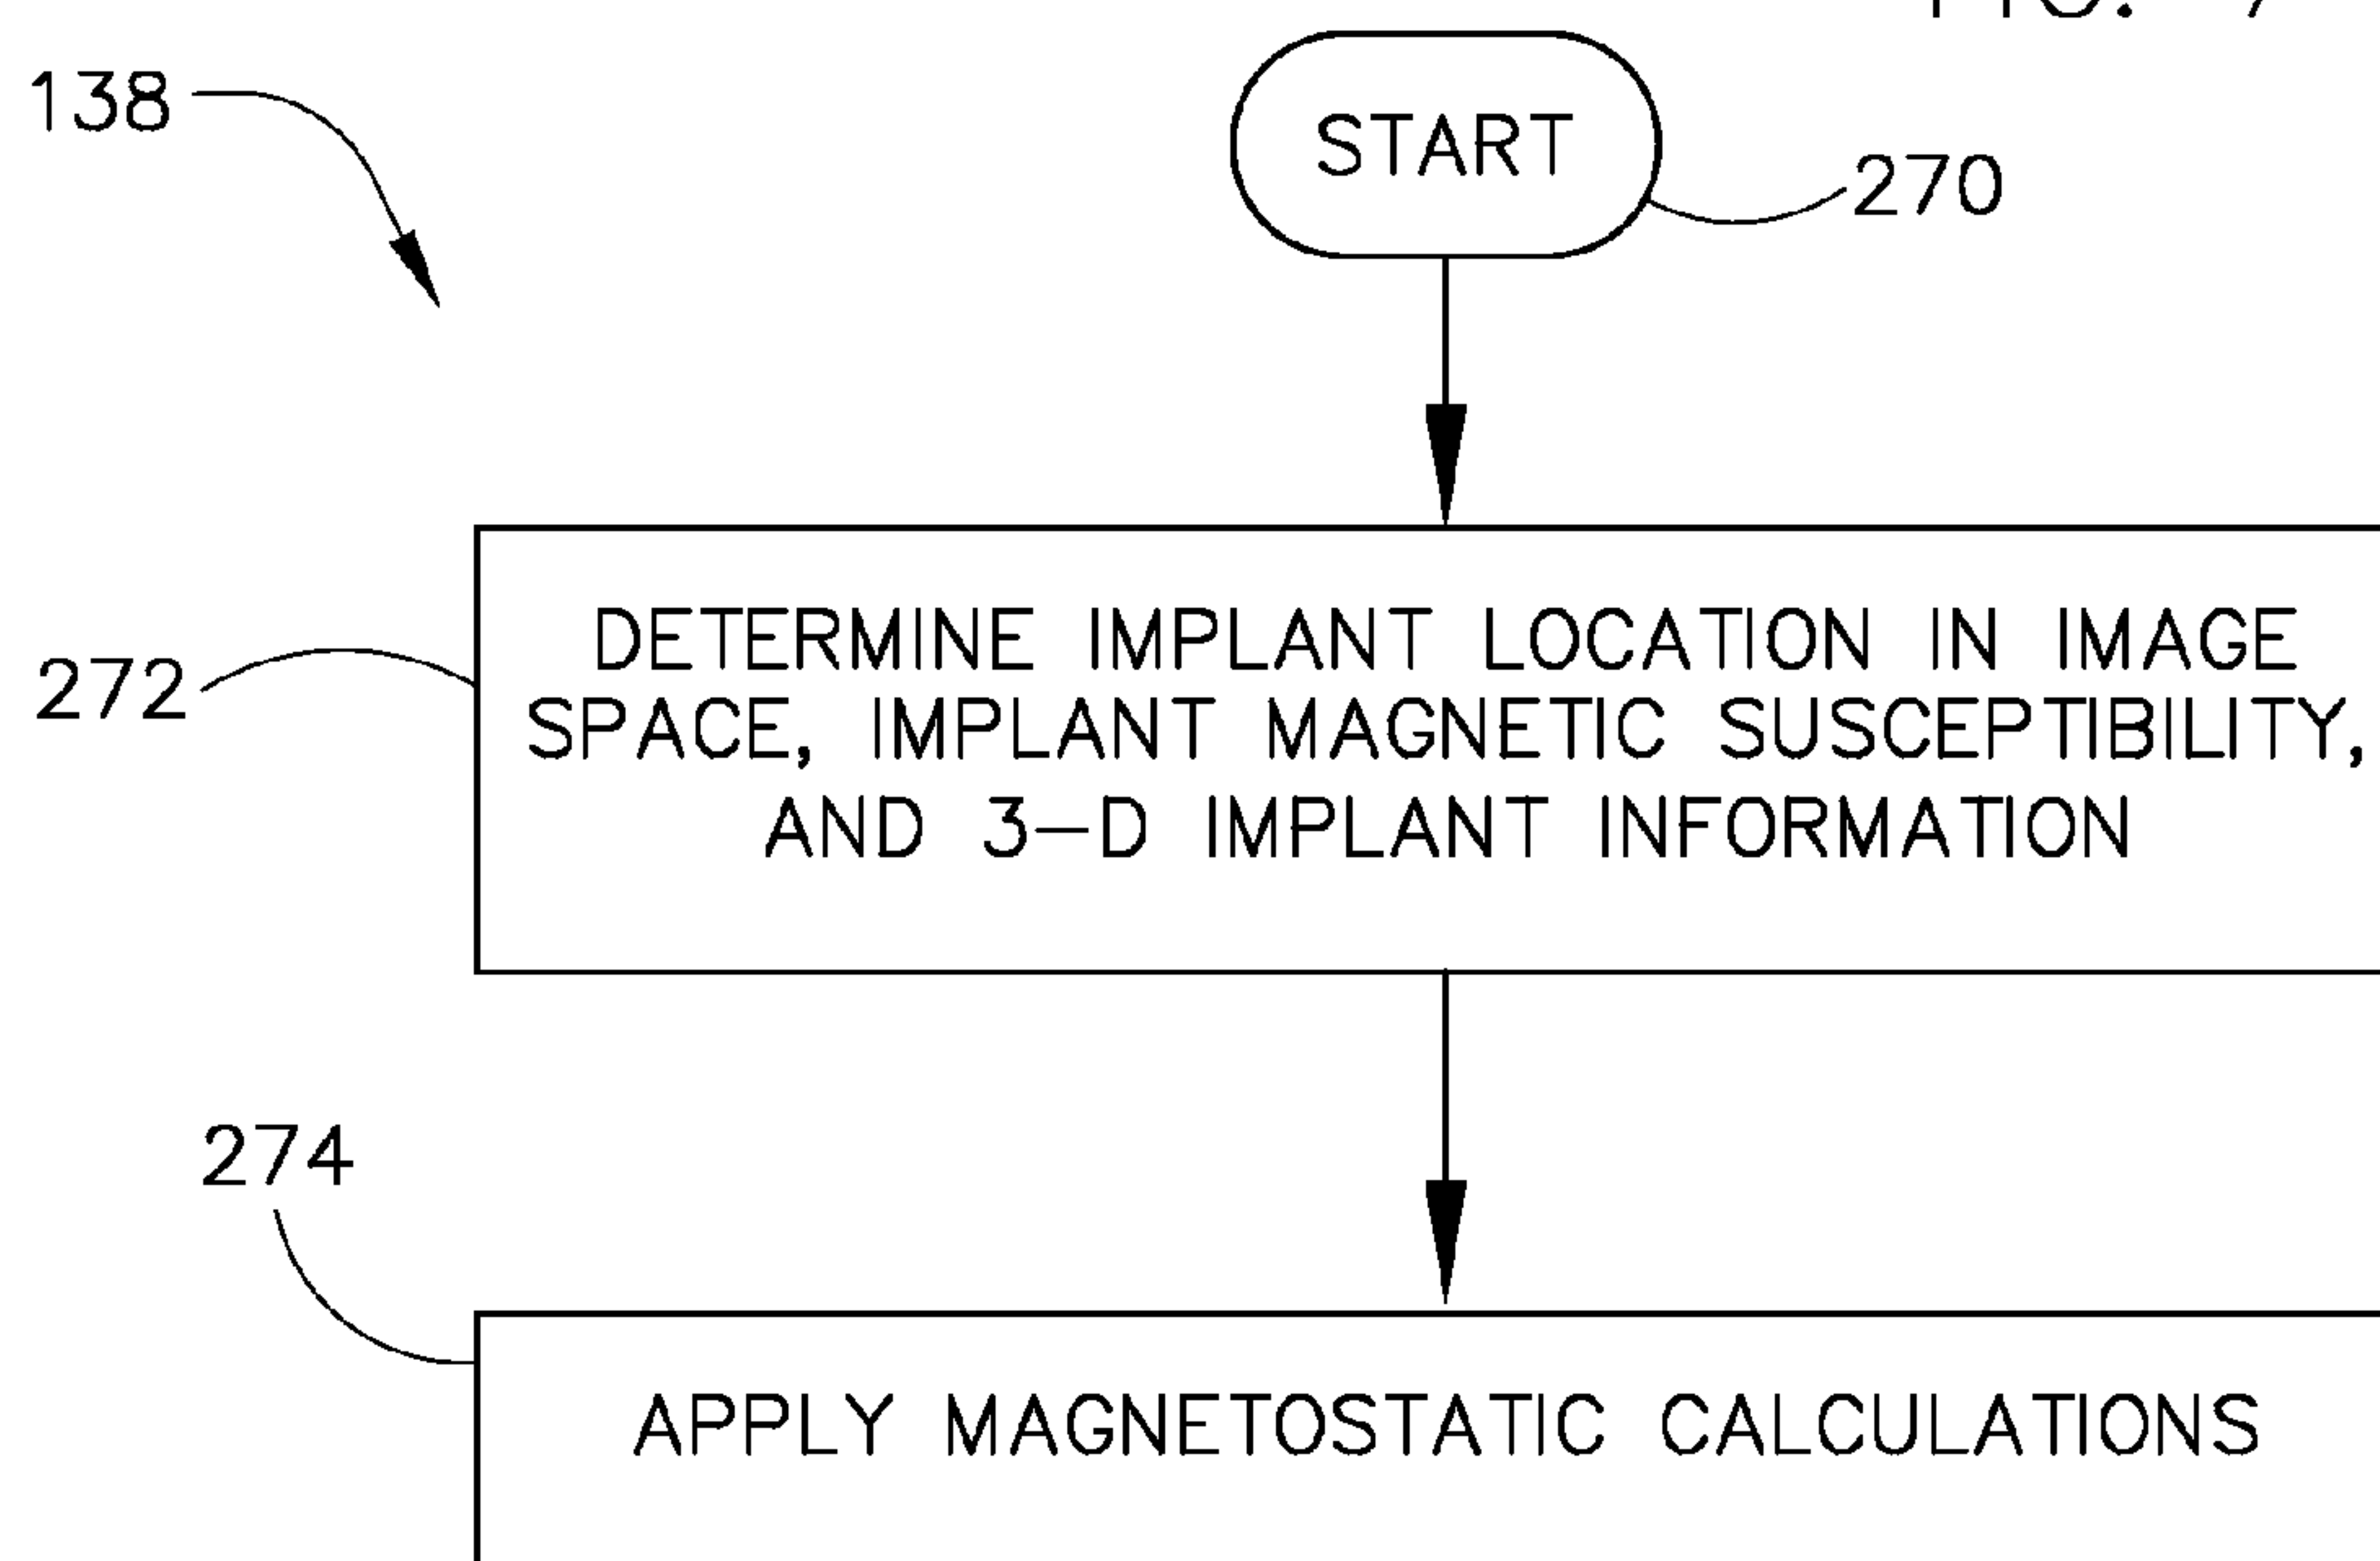 138
START
270
272
DETERMINE IMPLANT LOCATION IN IMAGE
SPACE, IMPLANT MAGNETIC SUSCEPTIBILITY,
AND 3-D IMPLANT INFORMATION
274
APPLY MAGNETOSTATIC CALCULATIONS